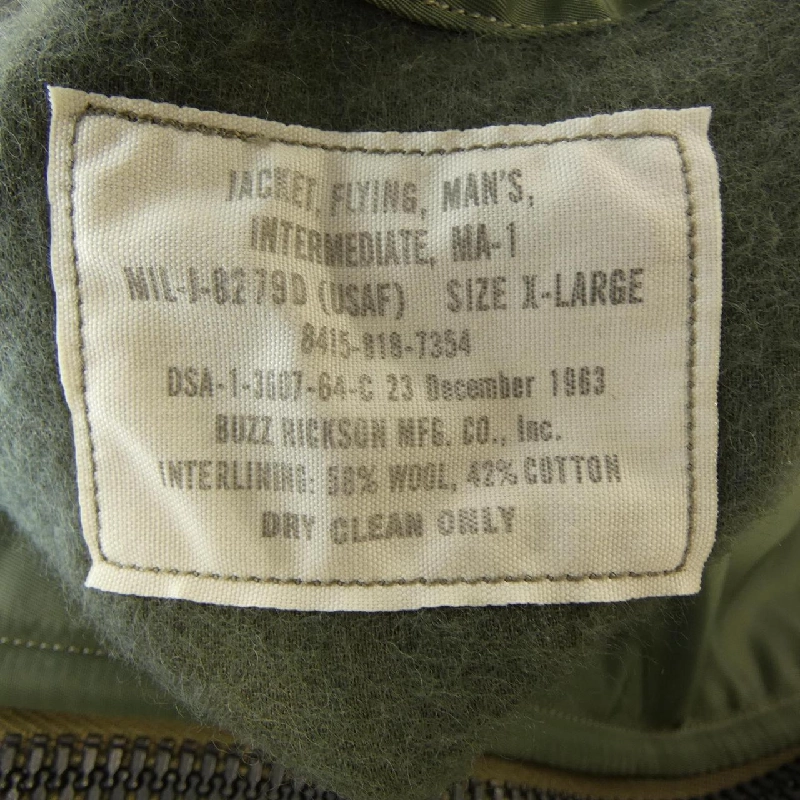 JACKET, FLYING, MAN'S,
INTERMEDIATE, MA-1
MIL-J-8279D (USAF) SIZE X-LARGE
8415-818-7354
DSA-1-3607-64-C 23 December 1963
BUZZ RICKSON MFG. CO., Inc.
INTERLINING: 58% WOOL, 42% COTTON
DRY CLEAN ONLY